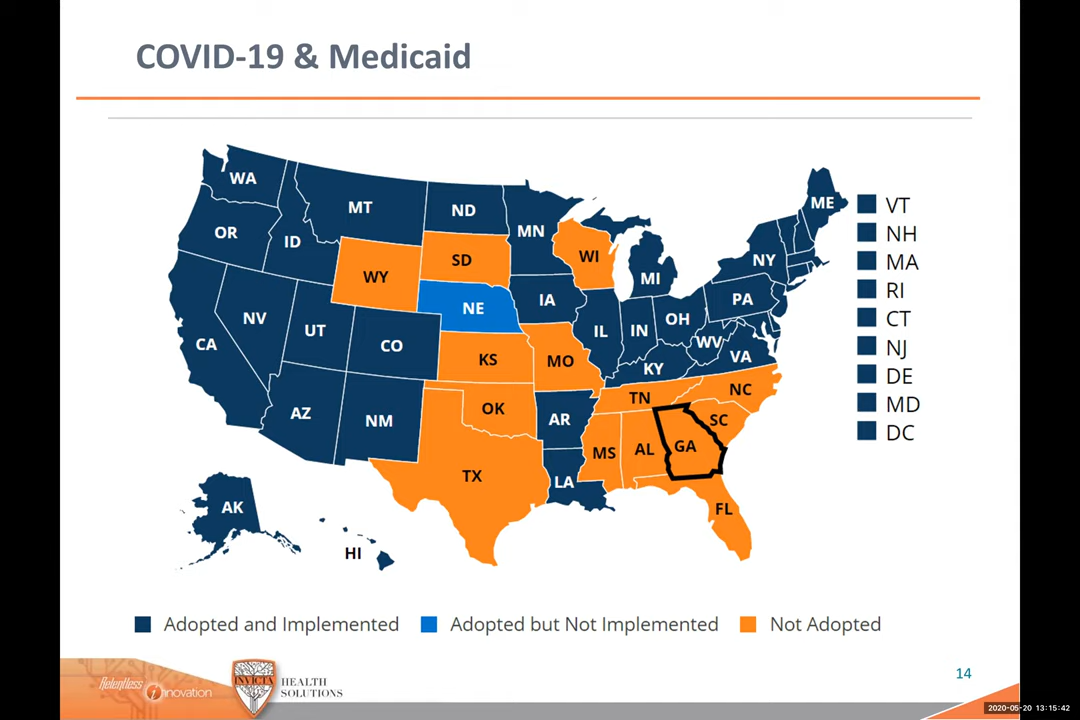 COVID-19 & Medicaid
WA
MT
ND
MN
ME
VT
OR
ID
SD
WI
NH
WY
MI
NY
MA
NE
IA
PA
RI
NV
UT
CO
IL
IN
OH
CT
CA
KS
MO
WV
VA
NJ
KY
DE
AZ
NM
OK
AR
TN
NC
MD
SC
DC
TX
LA
MS
AL
GA
AK
FL
HI
Adopted and Implemented
Adopted but Not Implemented
Not Adopted
Relentless
innovation
INVICTA
HEALTH
SOLUTIONS
14
2020-05-20 13:15:42